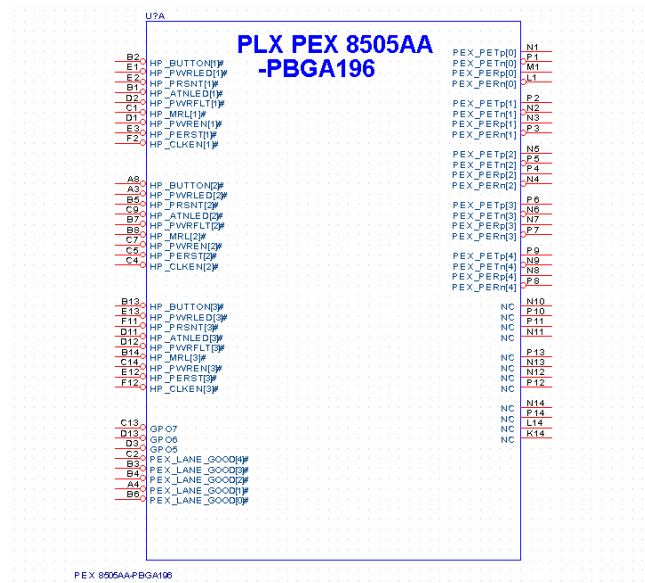 U?A
PLX PEX 8505AA
-PBGA196
B2 HP_BUTTON[1]#
E1 HP_PWRLED[1]#
E2 HP_PRSNT[1]#
B1 HP_ATNLED[1]#
D2 HP_PWRFLT[1]#
C1 HP_MRL[1]#
D1 HP_PWREN[1]#
E3 HP_PERST[1]#
F2 HP_CLKEN[1]#
A8 HP_BUTTON[2]#
A3 HP_PWRLED[2]#
B5 HP_PRSNT[2]#
C9 HP_ATNLED[2]#
B7 HP_PWRFLT[2]#
B8 HP_MRL[2]#
C7 HP_PWREN[2]#
C5 HP_PERST[2]#
C4 HP_CLKEN[2]#
B13 HP_BUTTON[3]#
E13 HP_PWRLED[3]#
F11 HP_PRSNT[3]#
D11 HP_ATNLED[3]#
D12 HP_PWRFLT[3]#
B14 HP_MRL[3]#
C14 HP_PWREN[3]#
E12 HP_PERST[3]#
F12 HP_CLKEN[3]#
C13 GPO7
D13 GPO6
D3 GPO5
C2 PEX_LANE_GOOD[4]#
B3 PEX_LANE_GOOD[3]#
B4 PEX_LANE_GOOD[2]#
A4 PEX_LANE_GOOD[1]#
B6 PEX_LANE_GOOD[0]#
PEX_PETp[0] N1
PEX_PETn[0] P1
PEX_PERp[0] M1
PEX_PERn[0] L1
PEX_PETp[1] P2
PEX_PETn[1] N2
PEX_PERp[1] N3
PEX_PERn[1] P3
PEX_PETp[2] N5
PEX_PETn[2] P5
PEX_PERp[2] P4
PEX_PERn[2] N4
PEX_PETp[3] P6
PEX_PETn[3] N6
PEX_PERp[3] N7
PEX_PERn[3] P7
PEX_PETp[4] P9
PEX_PETn[4] N9
PEX_PERp[4] N8
PEX_PERn[4] P8
NC N10
NC P10
NC P11
NC N11
NC P13
NC N13
NC N12
NC P12
NC N14
NC P14
NC L14
NC K14
PEX 8505AA-PBGA196